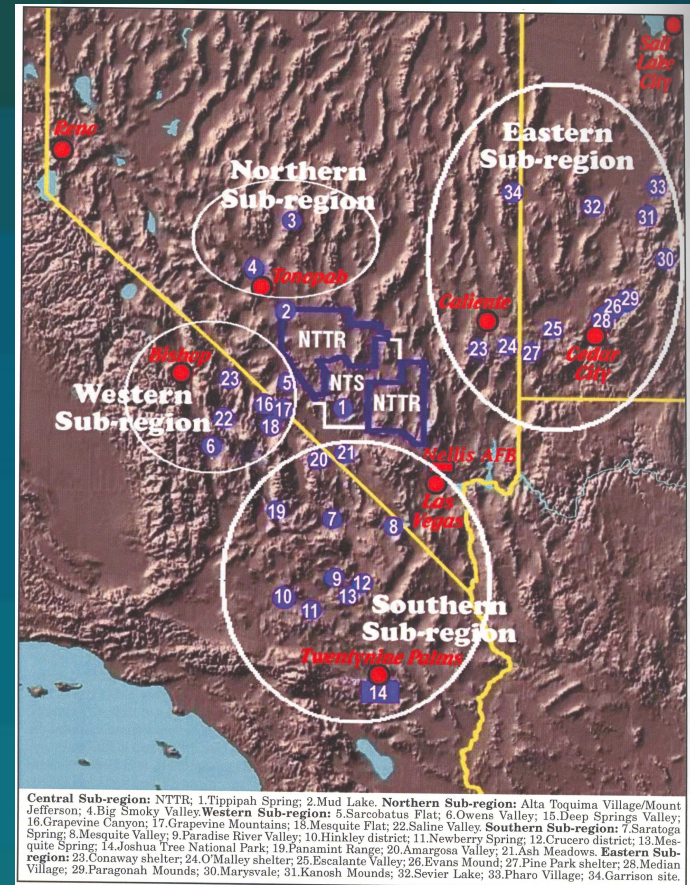 Salt
Lake
City
Reno
Eastern
Sub-region
Northern
Sub-region
33
34
32
31
3
30
4
Tonopah
2
29
26
Caliente
28
NTTR
25
23
24
27
Cedar
City
Bishop
23
5
NTS
NTTR
Western
Sub-region
16
17
1
22
18
6
21
20
Nellis AFB
Las
Vegas
19
7
8
9
12
10
13
11
Southern
Sub-region
Twentynine Palms
14
Central Sub-region: NTTR; 1.Tippipah Spring; 2.Mud Lake. Northern Sub-region: Alta Toquima Village/Mount
Jefferson; 4.Big Smoky Valley.Western Sub-region: 5.Sarcobatus Flat; 6.Owens Valley; 15.Deep Springs Valley;
16.Grapevine Canyon; 17.Grapevine Mountains; 18.Mesquite Flat; 22.Saline Valley. Southern Sub-region: 7.Saratoga
Spring; 8.Mesquite Valley; 9.Paradise River Valley; 10.Hinkley district; 11.Newberry Spring; 12.Crucero district; 13.Mes-
quite Spring; 14.Joshua Tree National Park; 19.Panamint Range; 20.Amargosa Valley; 21.Ash Meadows. Eastern Sub-
region: 23.Conaway shelter; 24.O'Malley shelter; 25.Escalante Valley; 26.Evans Mound; 27.Pine Park shelter; 28.Median
Village; 29.Paragonah Mounds; 30.Marysvale; 31.Kanosh Mounds; 32.Sevier Lake; 33.Pharo Village; 34.Garrison site.